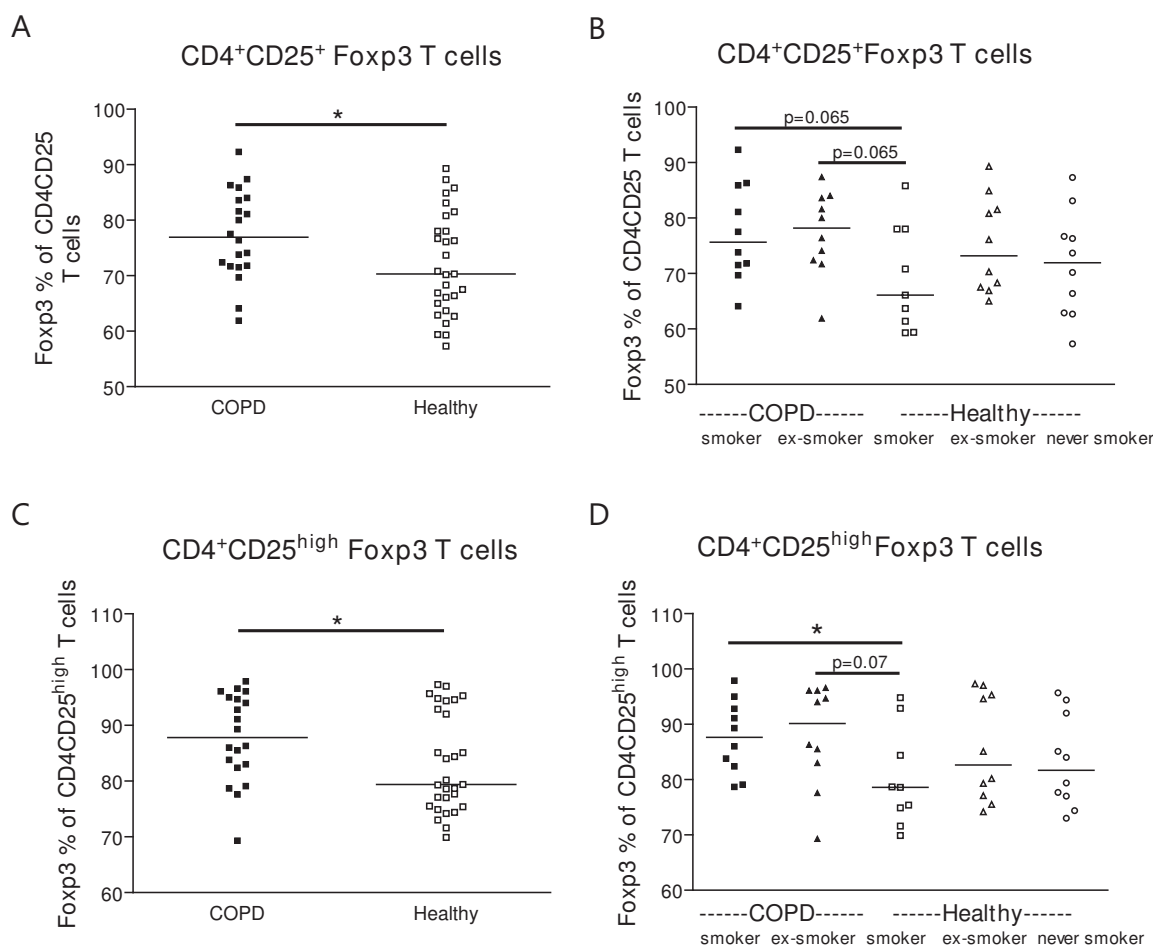 A
CD4⁺CD25⁺ Foxp3 T cells
Foxp3 % of CD4CD25
T cells
100
90
80
70
60
50
*
COPD Healthy
B
CD4⁺CD25⁺Foxp3 T cells
Foxp3 % of CD4CD25 T cells
100
90
80
70
60
50
p=0.065
p=0.065
------COPD------ ------Healthy------
smoker ex-smoker smoker ex-smoker never smoker
C
CD4⁺CD25ʰⁱᵍʰ Foxp3 T cells
Foxp3 % of CD4CD25ʰⁱᵍʰ T cells
110
100
90
80
70
60
*
COPD Healthy
D
CD4⁺CD25ʰⁱᵍʰFoxp3 T cells
Foxp3 % of CD4CD25ʰⁱᵍʰ T cells
110
100
90
80
70
60
*
p=0.07
------COPD------ ------Healthy------
smoker ex-smoker smoker ex-smoker never smoker